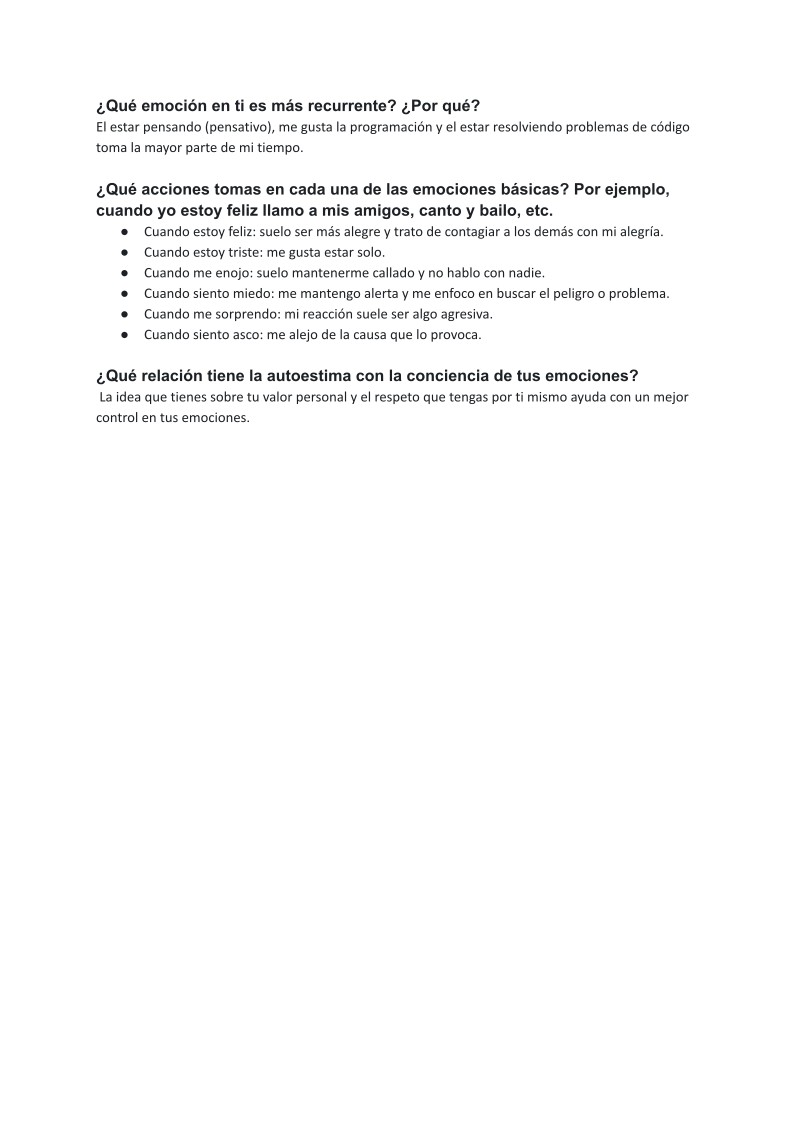 ¿Qué emoción en ti es más recurrente? ¿Por qué?
El estar pensando (pensativo), me gusta la programación y el estar resolviendo problemas de código
toma la mayor parte de mi tiempo.
¿Qué acciones tomas en cada una de las emociones básicas? Por ejemplo,
cuando yo estoy feliz llamo a mis amigos, canto y bailo, etc.
● Cuando estoy feliz: suelo ser más alegre y trato de contagiar a los demás con mi alegría.
● Cuando estoy triste: me gusta estar solo.
● Cuando me enojo: suelo mantenerme callado y no hablo con nadie.
● Cuando siento miedo: me mantengo alerta y me enfoco en buscar el peligro o problema.
● Cuando me sorprendo: mi reacción suele ser algo agresiva.
● Cuando siento asco: me alejo de la causa que lo provoca.
¿Qué relación tiene la autoestima con la conciencia de tus emociones?
La idea que tienes sobre tu valor personal y el respeto que tengas por ti mismo ayuda con un mejor
control en tus emociones.